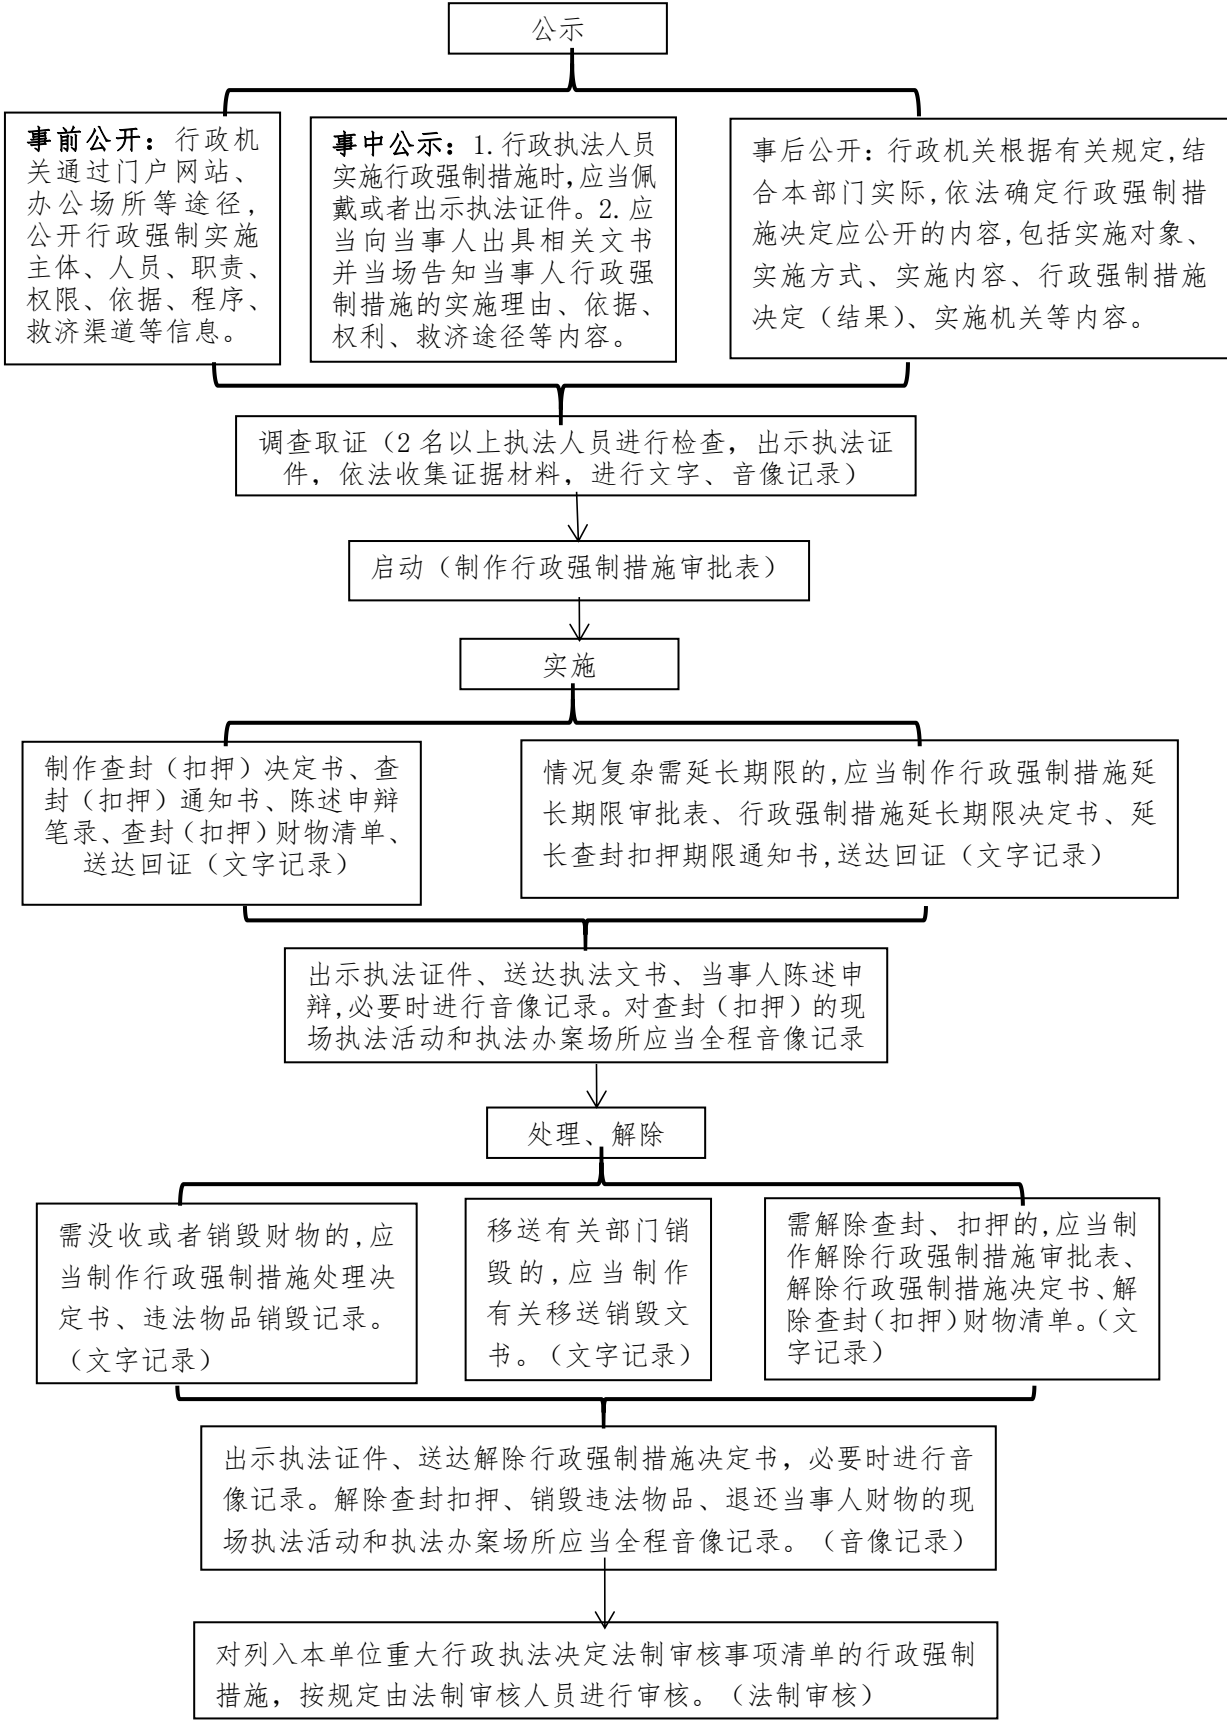 公示
事前公开：行政机
关通过门户网站、
办公场所等途径，
公开行政强制实施
主体、人员、职责、
权限、依据、程序、
救济渠道等信息。
事中公示：1.行政执法人员
实施行政强制措施时,应当佩
戴或者出示执法证件。2.应
当向当事人出具相关文书
并当场告知当事人行政强
制措施的实施理由、依据、
权利、救济途径等内容。
事后公开：行政机关根据有关规定,结
合本部门实际,依法确定行政强制措
施决定应公开的内容,包括实施对象、
实施方式、实施内容、行政强制措施
决定（结果）、实施机关等内容。
调查取证（2 名以上执法人员进行检查，出示执法证
件，依法收集证据材料，进行文字、音像记录）
启动（制作行政强制措施审批表）
实施
制作查封（扣押）决定书、查
封（扣押）通知书、陈述申辩
笔录、查封（扣押）财物清单、
送达回证（文字记录）
情况复杂需延长期限的,应当制作行政强制措施延
长期限审批表、行政强制措施延长期限决定书、延
长查封扣押期限通知书,送达回证（文字记录）
出示执法证件、送达执法文书、当事人陈述申
辩,必要时进行音像记录。对查封（扣押）的现
场执法活动和执法办案场所应当全程音像记录
处理、解除
需没收或者销毁财物的,应
当制作行政强制措施处理决
定书、违法物品销毁记录。
（文字记录）
移送有关部门销
毁的,应当制作
有关移送销毁文
书。（文字记录）
需解除查封、扣押的,应当制
作解除行政强制措施审批表、
解除行政强制措施决定书、解
除查封(扣押)财物清单。（文
字记录）
出示执法证件、送达解除行政强制措施决定书，必要时进行音
像记录。解除查封扣押、销毁违法物品、退还当事人财物的现
场执法活动和执法办案场所应当全程音像记录。（音像记录）
对列入本单位重大行政执法决定法制审核事项清单的行政强制
措施，按规定由法制审核人员进行审核。（法制审核）